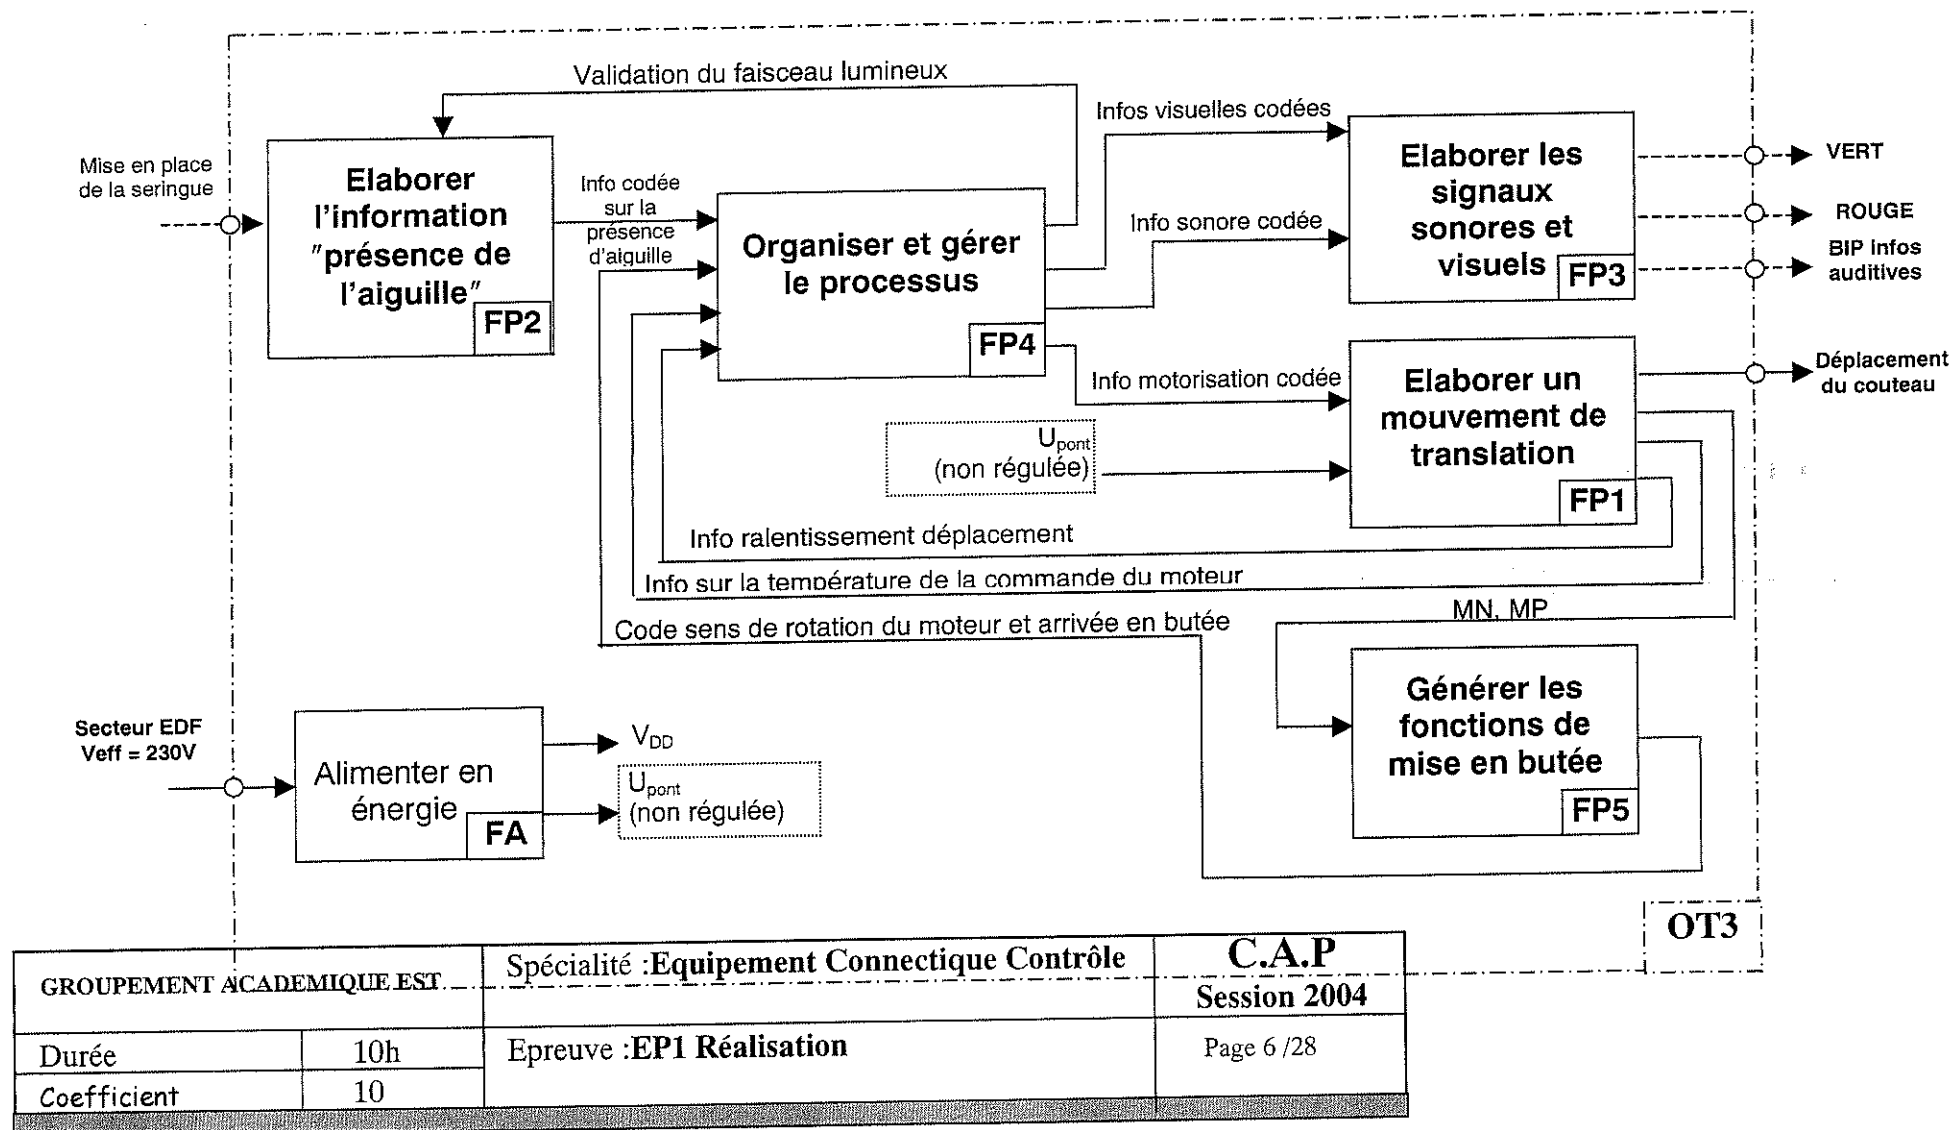 Validation du faisceau lumineux
Mise en place
de la seringue
Elaborer
l'information
"présence de
l'aiguille"
FP2
Info codée
sur la
présence
d'aiguille
Organiser et gérer
le processus
FP4
Infos visuelles codées
Info sonore codée
Info motorisation codée
Elaborer les
signaux
sonores et
visuels
FP3
VERT
ROUGE
BIP infos
auditives
Elaborer un
mouvement de
translation
FP1
Déplacement
du couteau
Upont
(non régulée)
Info ralentissement déplacement
Info sur la température de la commande du moteur
Code sens de rotation du moteur et arrivée en butée
MN, MP
Générer les
fonctions de
mise en butée
FP5
Secteur EDF
Veff = 230V
Alimenter en
énergie
FA
VDD
Upont
(non régulée)
OT3
GROUPEMENT ACADEMIQUE EST
Spécialité :Equipement Connectique Contrôle
C.A.P
Session 2004
Durée
10h
Epreuve :EP1 Réalisation
Page 6 /28
Coefficient
10